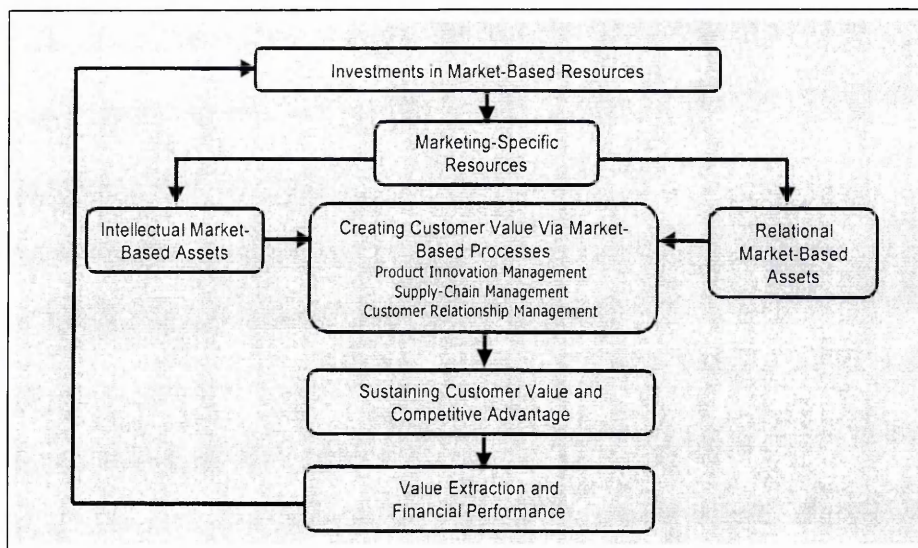 Investments in Market-Based Resources
Marketing-Specific
Resources
Intellectual Market-
Based Assets
Creating Customer Value Via Market-
Based Processes
Product Innovation Management
Supply-Chain Management
Customer Relationship Management
Relational
Market-Based
Assets
Sustaining Customer Value and
Competitive Advantage
Value Extraction and
Financial Performance